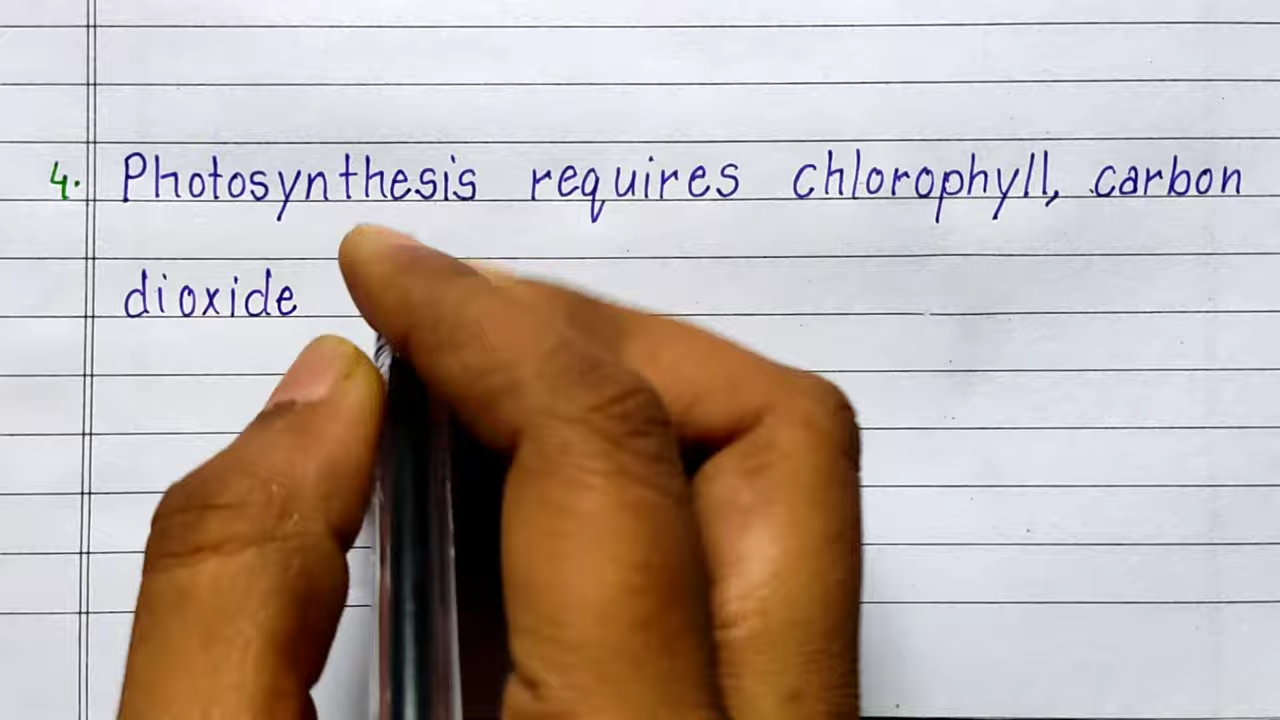 4. Photosynthesis requires chlorophyll, carbon
dioxide